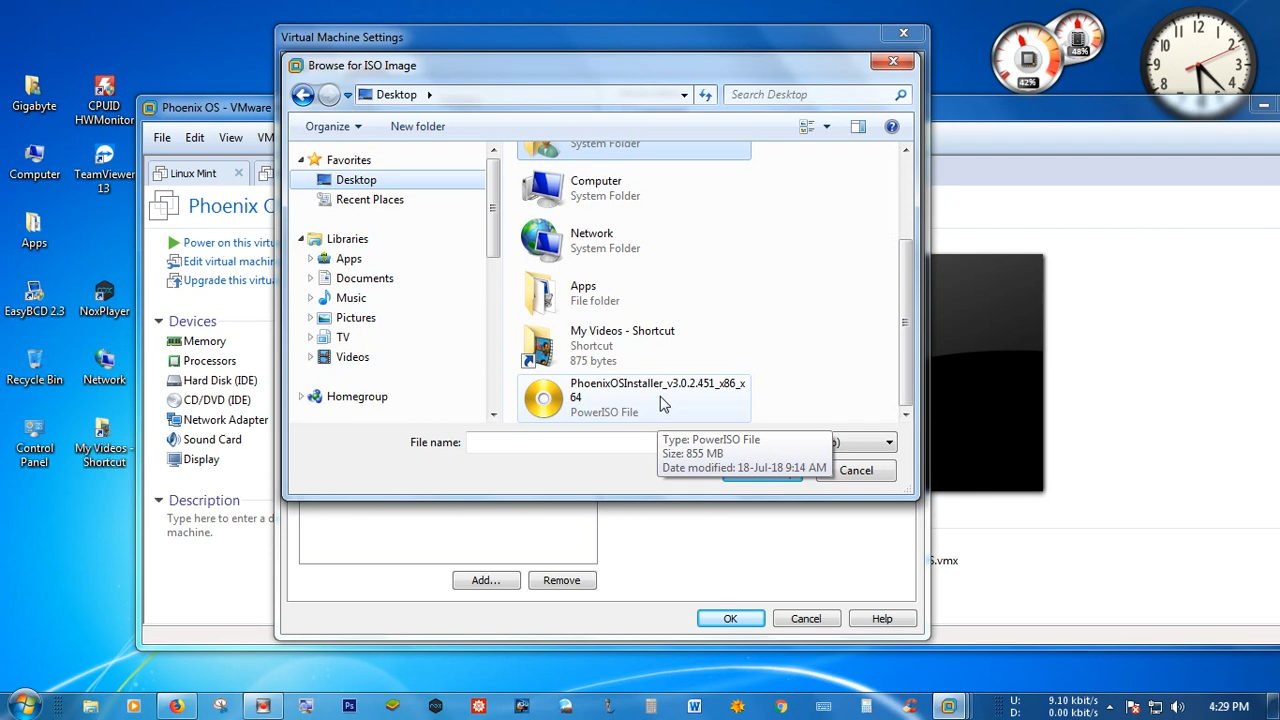 Virtual Machine Settings
Browse for ISO Image
Desktop
Search Desktop
Organize
New folder
Favorites
Desktop
Recent Places
Libraries
Apps
Documents
Music
Pictures
TV
Videos
Homegroup
System Folder
Computer
System Folder
Network
System Folder
Apps
File folder
My Videos - Shortcut
Shortcut
875 bytes
PhoenixOSInstaller_v3.0.2.451_x86_x
64
PowerISO File
File name:
Type: PowerISO File
Size: 855 MB
Date modified: 18-Jul-18 9:14 AM
Cancel
Add...
Remove
OK
Cancel
Help
Gigabyte
CPUID
HWMonitor
Computer
TeamViewer
13
Apps
EasyBCD 2.3
NoxPlayer
Recycle Bin
Network
Control
Panel
My Videos -
Shortcut
Phoenix OS - VMware
File
Edit
View
VM
Linux Mint
Phoenix O
Power on this virtu
Edit virtual machin
Upgrade this virtua
Devices
Memory
Processors
Hard Disk (IDE)
CD/DVD (IDE)
Network Adapter
Sound Card
Display
Description
Type here to enter a d
machine.
.vmx
42%
48%
12
U:
9.10 kbit/s
D:
0.00 kbit/s
4:29 PM